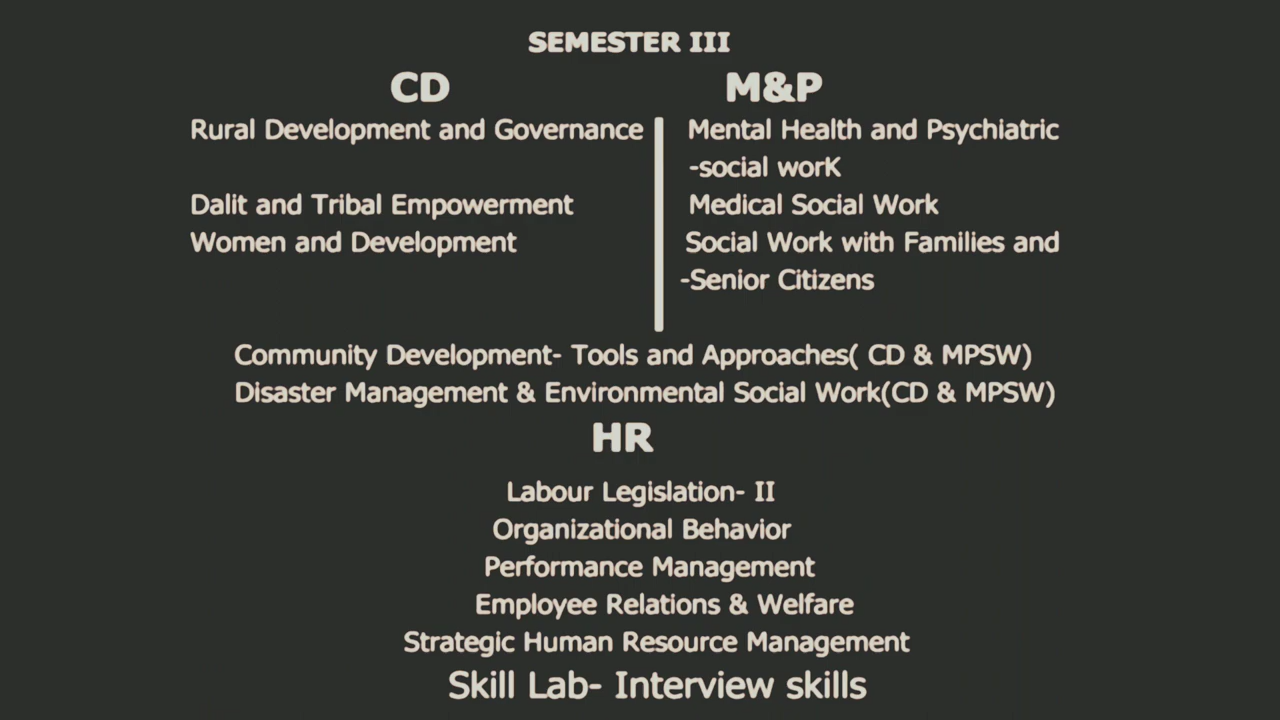 SEMESTER III
CD
Rural Development and Governance
Dalit and Tribal Empowerment
Women and Development
M&P
Mental Health and Psychiatric
-social worK
Medical Social Work
Social Work with Families and
-Senior Citizens
Community Development- Tools and Approaches( CD & MPSW)
Disaster Management & Environmental Social Work(CD & MPSW)
HR
Labour Legislation- II
Organizational Behavior
Performance Management
Employee Relations & Welfare
Strategic Human Resource Management
Skill Lab- Interview skills